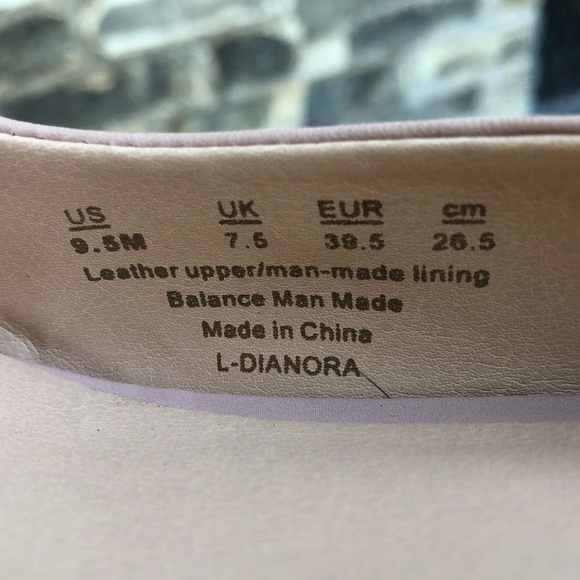 US UK EUR cm
9.5M 7.5 39.5 26.5
Leather upper/man-made lining
Balance Man Made
Made in China
L-DIANORA